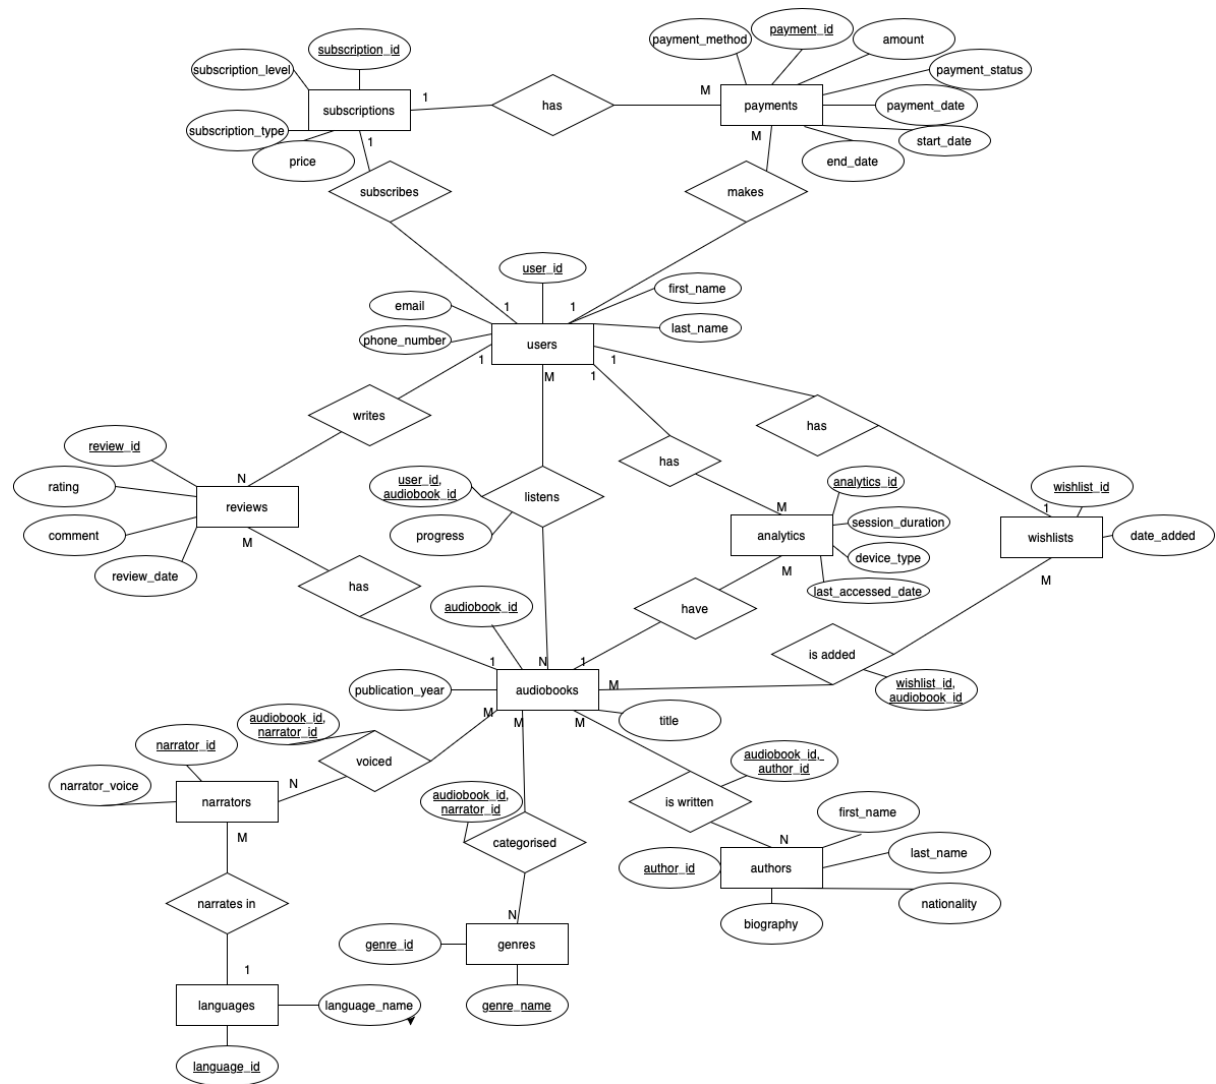 subscription_id
payment_method
payment_id
amount
subscription_level
payment_status
subscriptions
1
has
M
payments
payment_date
subscription_type
price
1
M
start_date
end_date
subscribes
makes
user_id
first_name
email
1
1
last_name
phone_number
users
1
M
1
1
writes
has
review_id
has
N
rating
reviews
user_id,
audiobook_id
listens
analytics_id
wishlist_id
M
1
session_duration
comment
M
progress
analytics
wishlists
date_added
device_type
review_date
has
M
M
last_accessed_date
audiobook_id
have
1
N
1
is added
publication_year
audiobooks
M
wishlist_id,
audiobook_id
M
M
M
title
audiobook_id,
narrator_id
narrator_id
voiced
audiobook_id,
author_id
narrator_voice
N
narrators
audiobook_id,
narrator_id
is written
first_name
M
categorised
N
last_name
author_id
authors
narrates in
nationality
N
biography
genre_id
genres
1
languages
language_name
genre_name
language_id